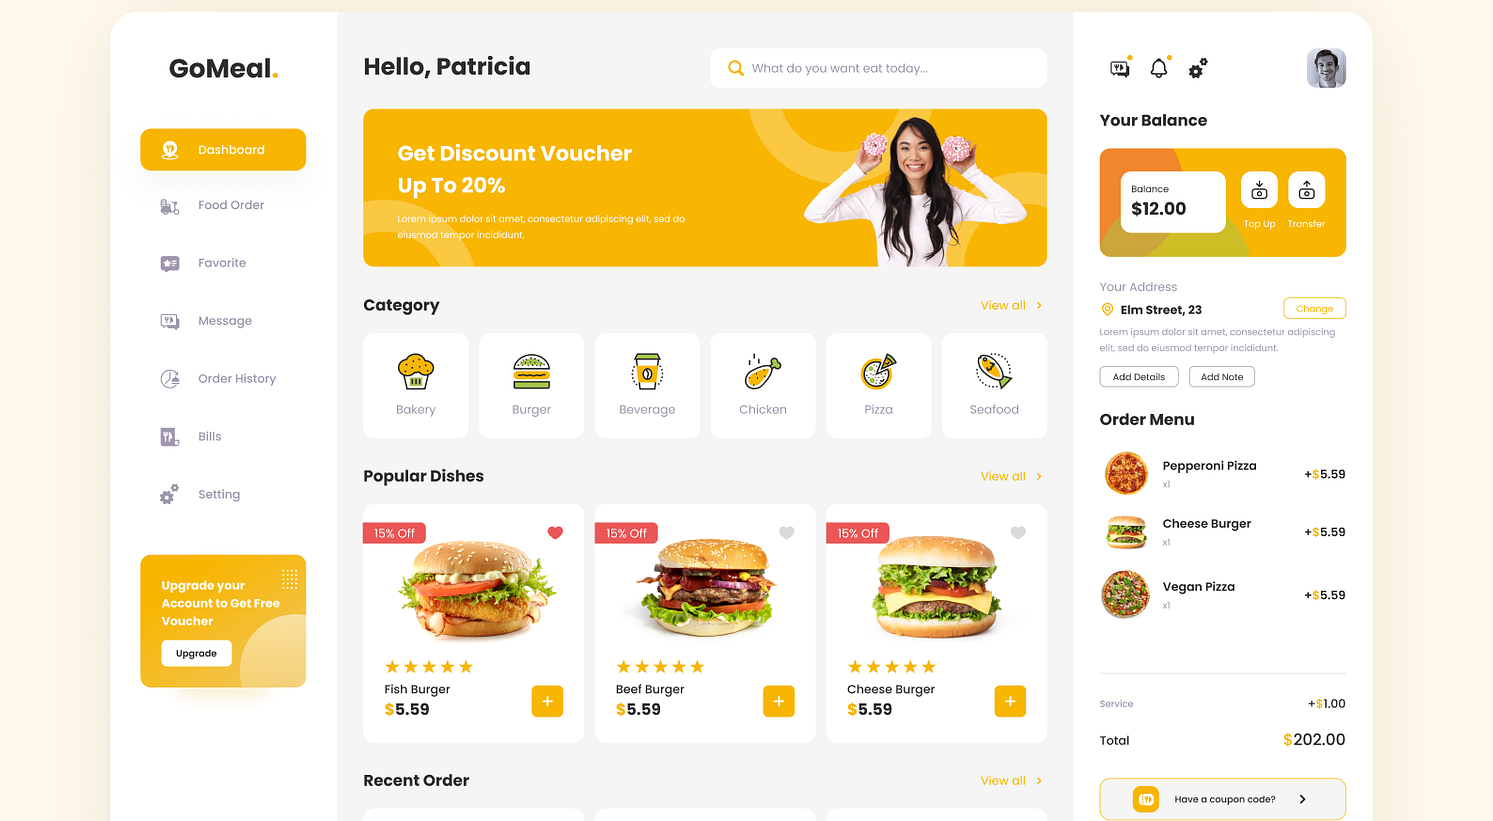 GoMeal.
Dashboard
Food Order
Favorite
Message
Order History
Bills
Setting
Upgrade your
Account to Get Free
Voucher
Upgrade
Hello, Patricia
What do you want eat today...
Get Discount Voucher
Up To 20%
Lorem ipsum dolor sit amet, consectetur adipiscing elit, sed do
eiusmod tempor incididunt.
Category
View all
Bakery
Burger
Beverage
Chicken
Pizza
Seafood
Popular Dishes
View all
15% Off
Fish Burger
$5.59
+
15% Off
Beef Burger
$5.59
+
15% Off
Cheese Burger
$5.59
+
Recent Order
View all
Your Balance
Balance
$12.00
Top Up
Transfer
Your Address
Elm Street, 23
Change
Lorem ipsum dolor sit amet, consectetur adipiscing
elit, sed do eiusmod tempor incididunt.
Add Details
Add Note
Order Menu
Pepperoni Pizza
x1
+$5.59
Cheese Burger
x1
+$5.59
Vegan Pizza
x1
+$5.59
Service
+$1.00
Total
$202.00
Have a coupon code?